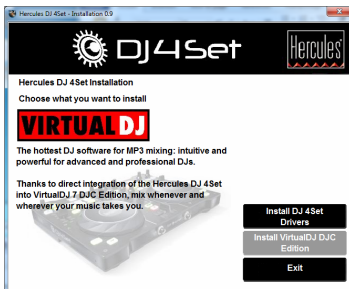 Hercules DJ 4Set - Installation 0.9
DJ4Set
Hercules
Hercules DJ 4Set Installation
Choose what you want to install
VIRTUALDJ
The hottest DJ software for MP3 mixing: intuitive and
powerful for advanced and professional DJs.
Thanks to direct integration of the Hercules DJ 4Set
into VirtualDJ 7 DJC Edition, mix whenever and
wherever your music takes you.
Install DJ 4Set
Drivers
Install VirtualDJ DJC
Edition
Exit